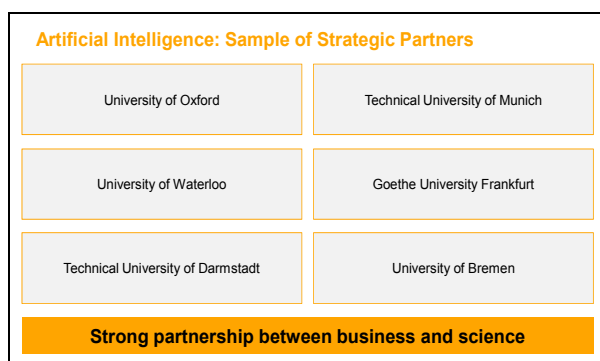 Artificial Intelligence: Sample of Strategic Partners
University of Oxford
Technical University of Munich
University of Waterloo
Goethe University Frankfurt
Technical University of Darmstadt
University of Bremen
Strong partnership between business and science